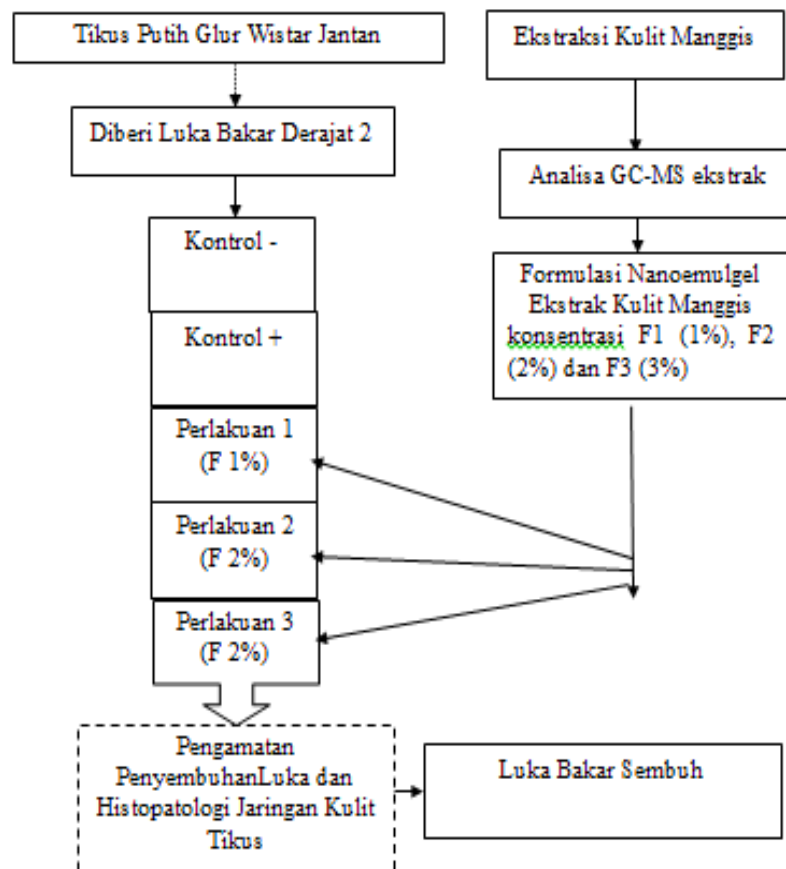 Tikus Putih Glur Wistar Jantan
Diberi Luka Bakar Derajat 2
Kontrol -
Kontrol +
Perlakuan 1
(F 1%)
Perlakuan 2
(F 2%)
Perlakuan 3
(F 2%)
Pengamatan
PenyembuhanLuka dan
Histopatologi Jaringan Kulit
Tikus
Luka Bakar Sembuh
Ekstraksi Kulit Manggis
Analisa GC-MS ekstrak
Formulasi Nanoemulgel
Ekstrak Kulit Manggis
konsentrasi F1 (1%), F2
(2%) dan F3 (3%)